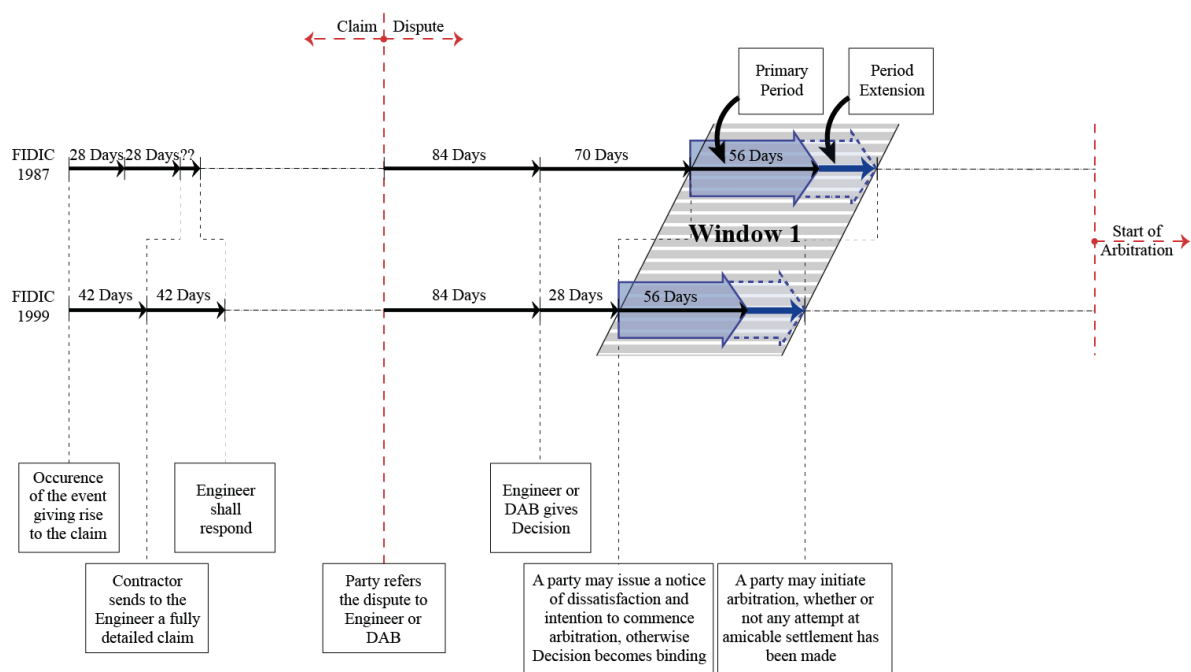 Claim
Dispute
Primary
Period
Period
Extension
FIDIC
1987
28 Days
28 Days
??
84 Days
70 Days
56 Days
Window 1
Start of
Arbitration
FIDIC
1999
42 Days
42 Days
84 Days
28 Days
56 Days
Occurence
of the event
giving rise
to the claim
Engineer
shall
respond
Engineer or
DAB gives
Decision
Contractor
sends to the
Engineer a fully
detailed claim
Party refers
the dispute to
Engineer or
DAB
A party may issue a notice
of dissatisfaction and
intention to commence
arbitration, otherwise
Decision becomes binding
A party may initiate
arbitration, whether or
not any attempt at
amicable settlement has
been made